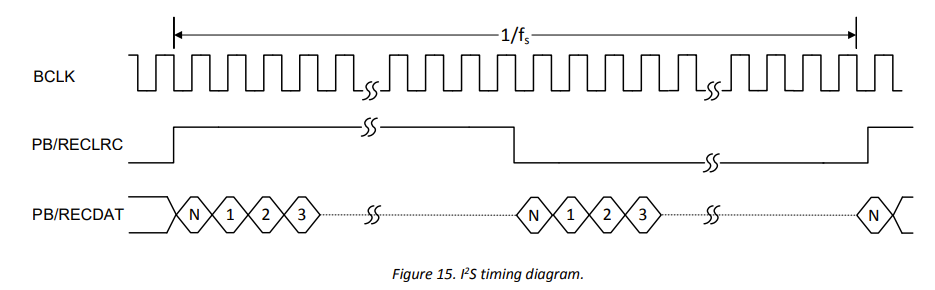 1/fs
BCLK
PB/RECLRC
PB/RECDAT N 1 2 3 N 1 2 3 N
Figure 15. I²S timing diagram.